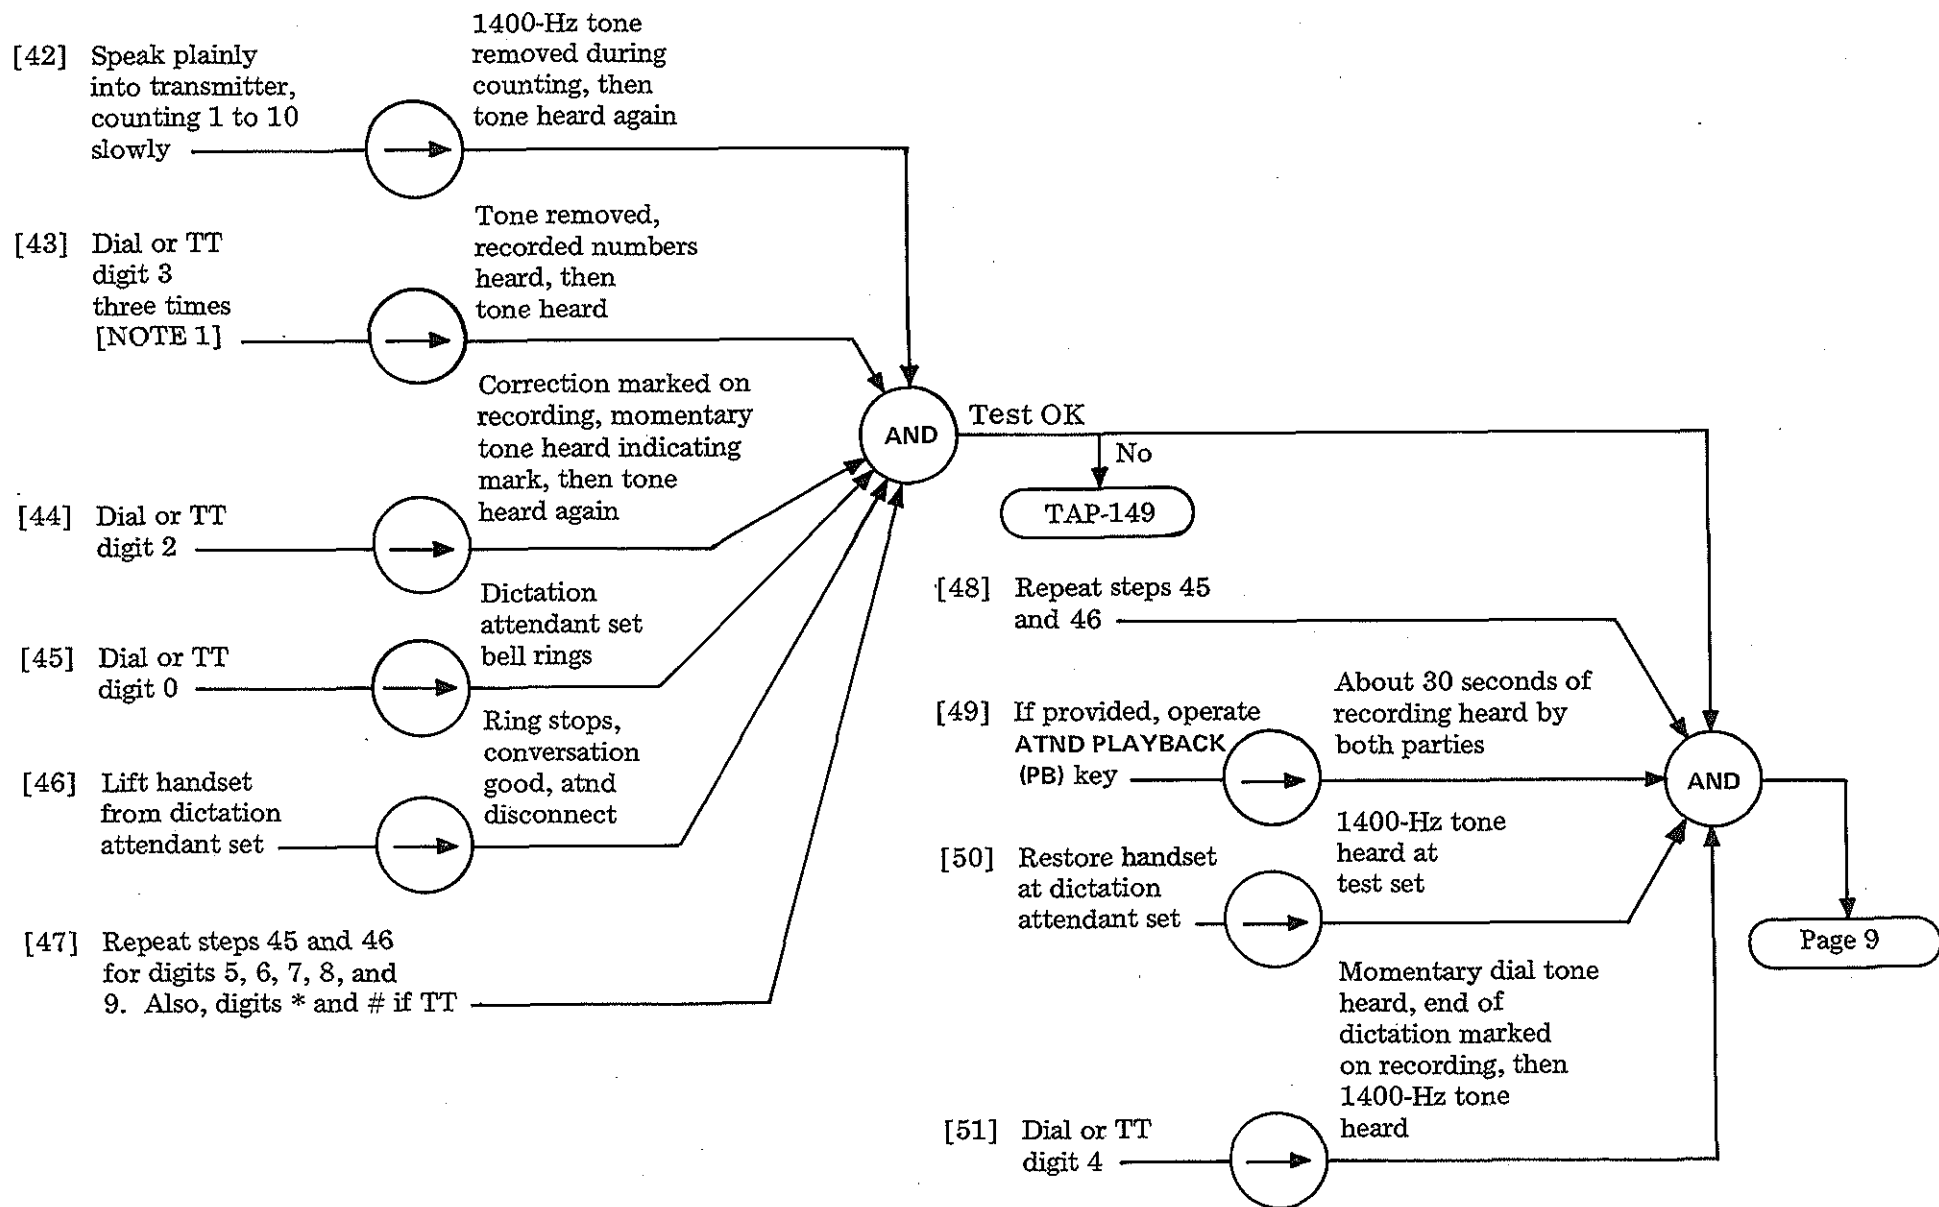 [42] Speak plainly
into transmitter,
counting 1 to 10
slowly
1400-Hz tone
removed during
counting, then
tone heard again
[43] Dial or TT
digit 3
three times
[NOTE 1]
Tone removed,
recorded numbers
heard, then
tone heard
[44] Dial or TT
digit 2
Correction marked on
recording, momentary
tone heard indicating
mark, then tone
heard again
[45] Dial or TT
digit 0
Dictation
attendant set
bell rings
[46] Lift handset
from dictation
attendant set
Ring stops,
conversation
good, atnd
disconnect
[47] Repeat steps 45 and 46
for digits 5, 6, 7, 8, and
9. Also, digits * and # if TT
AND
Test OK
No
TAP-149
[48] Repeat steps 45
and 46
[49] If provided, operate
ATND PLAYBACK
(PB) key
About 30 seconds of
recording heard by
both parties
[50] Restore handset
at dictation
attendant set
1400-Hz tone
heard at
test set
[51] Dial or TT
digit 4
Momentary dial tone
heard, end of
dictation marked
on recording, then
1400-Hz tone
heard
AND
Page 9